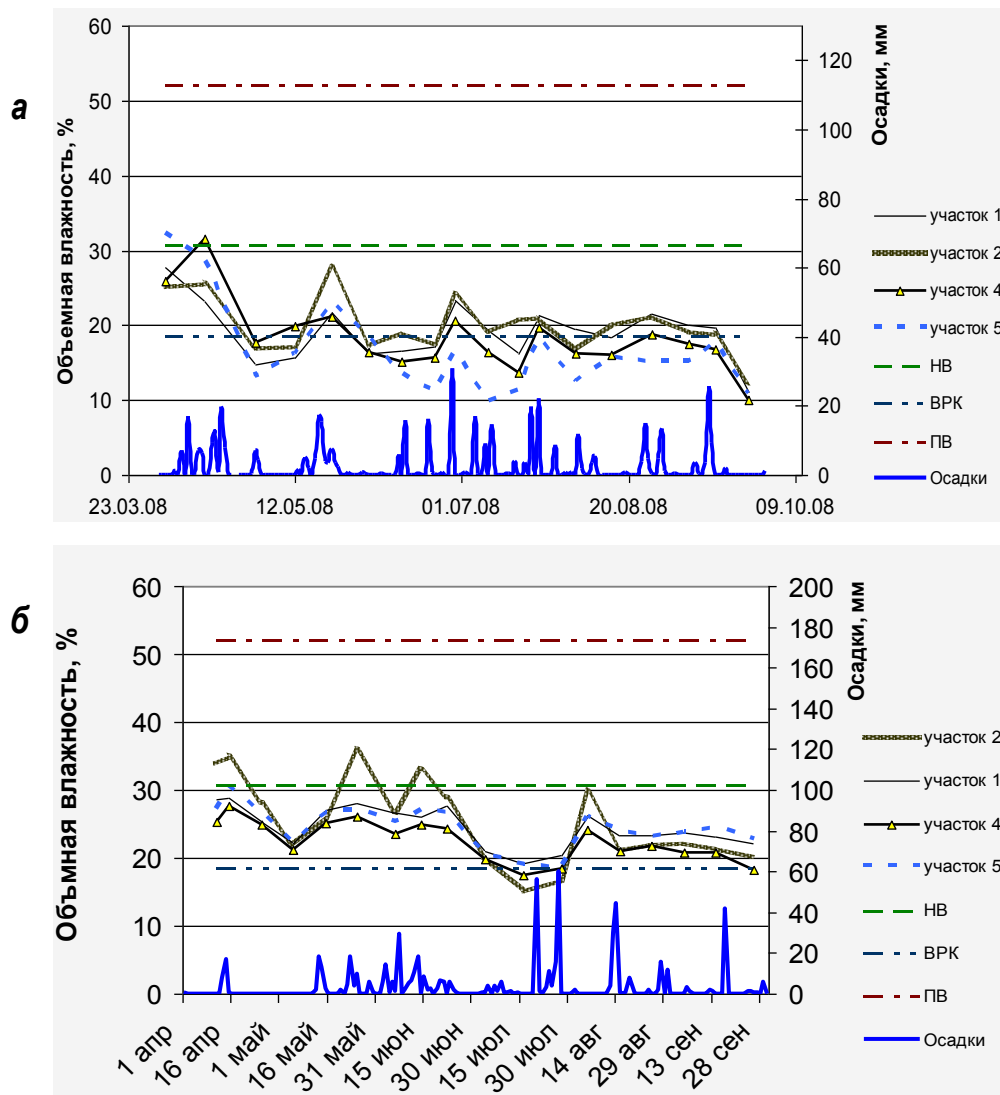 а
Объемная влажность, %
60
50
40
30
20
10
0
23.03.08 12.05.08 01.07.08 20.08.08 09.10.08
120
100
80
60
40
20
0
Осадки, мм
участок 1
участок 2
участок 4
участок 5
НВ
ВРК
ПВ
Осадки
б
Объемная влажность, %
60
50
40
30
20
10
0
1 апр 16 апр 1 май 16 май 31 май 15 июн 30 июн 15 июл 30 июл 14 авг 29 авг 13 сен 28 сен
200
180
160
140
120
100
80
60
40
20
0
Осадки, мм
участок 2
участок 1
участок 4
участок 5
НВ
ВРК
ПВ
Осадки